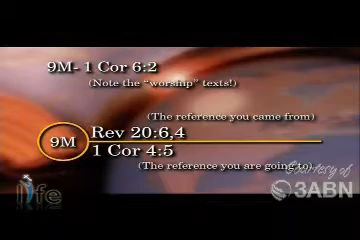 9M- 1 Cor 6:2
(Note the “worship” texts!)
(The reference you came from)
9M
Rev 20:6,4
1 Cor 4:5
(The reference you are going to)
Courtesy of
3ABN
life